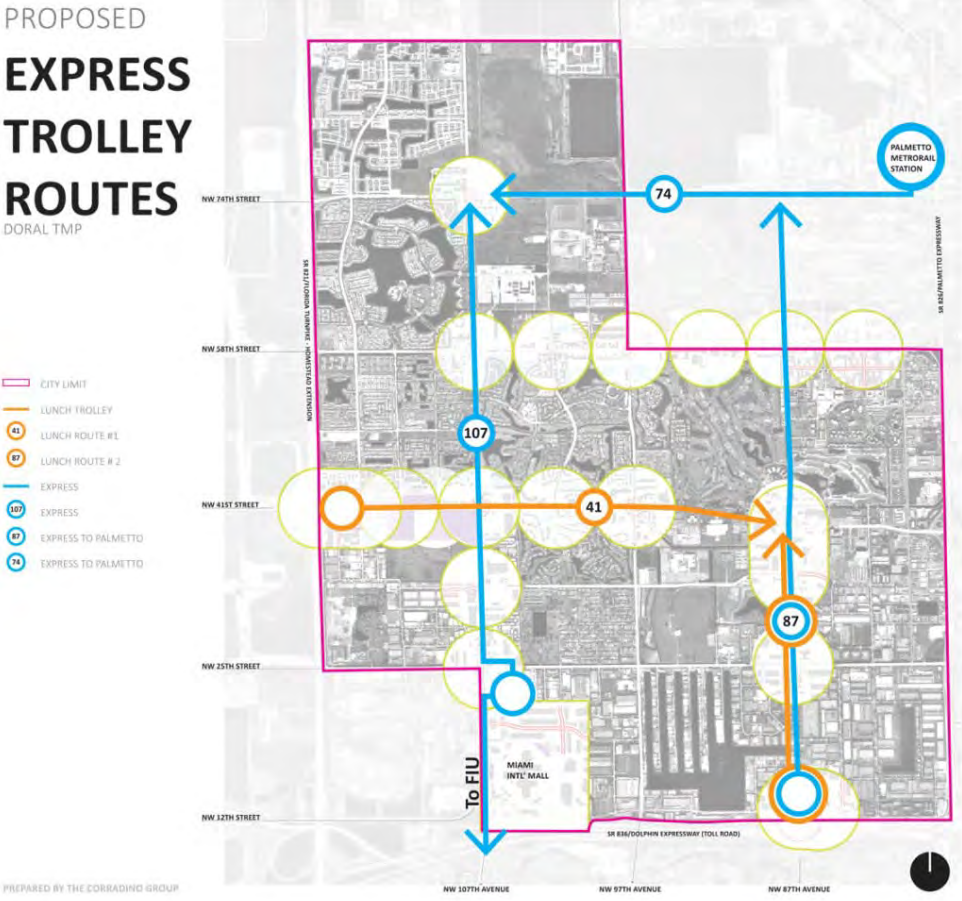 PROPOSED
EXPRESS
TROLLEY
ROUTES
DORAL TMP
CITY LIMIT
LUNCH TROLLEY
41 LUNCH ROUTE #1
87 LUNCH ROUTE # 2
EXPRESS
107 EXPRESS
87 EXPRESS TO PALMETTO
74 EXPRESS TO PALMETTO
PREPARED BY THE CORRADINO GROUP
PALMETTO
METRORAIL
STATION
74
NW 74TH STREET
SR 826/PALMETTO EXPRESSWAY
SR 821/FLORIDA TURNPIKE - HOMESTEAD EXTENSION
NW 58TH STREET
107
NW 41ST STREET
41
87
NW 25TH STREET
To FIU
MIAMI
INTL' MALL
NW 12TH STREET
SR 836/DOLPHIN EXPRESSWAY (TOLL ROAD)
NW 107TH AVENUE
NW 97TH AVENUE
NW 87TH AVENUE